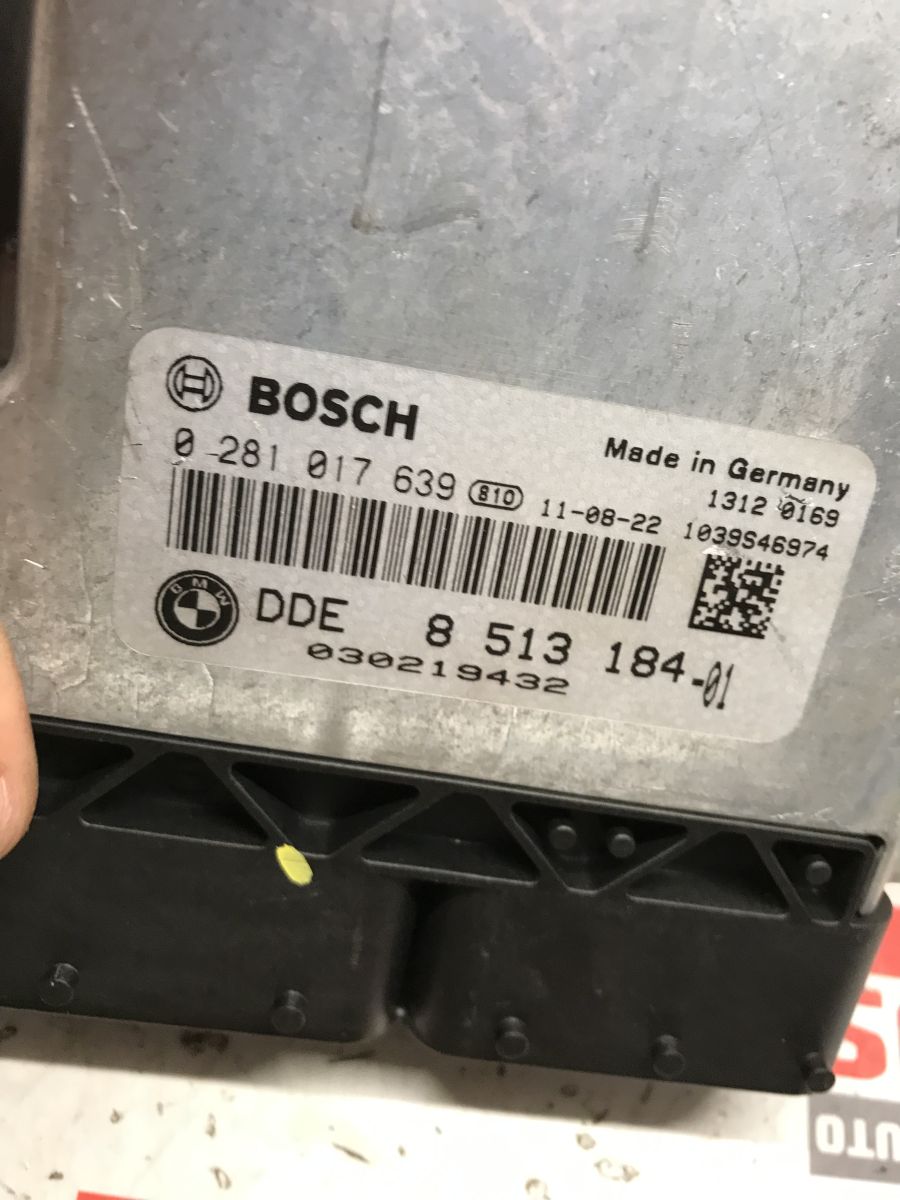 BOSCH
Made in Germany
0 281 017 639 810 11-08-22
1312 0169
1039S46974
BMW DDE 8 513 184-01
030219432
AUTO